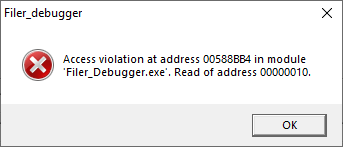 Filer_debugger
Access violation at address 00588BB4 in module
'Filer_Debugger.exe'. Read of address 00000010.
OK